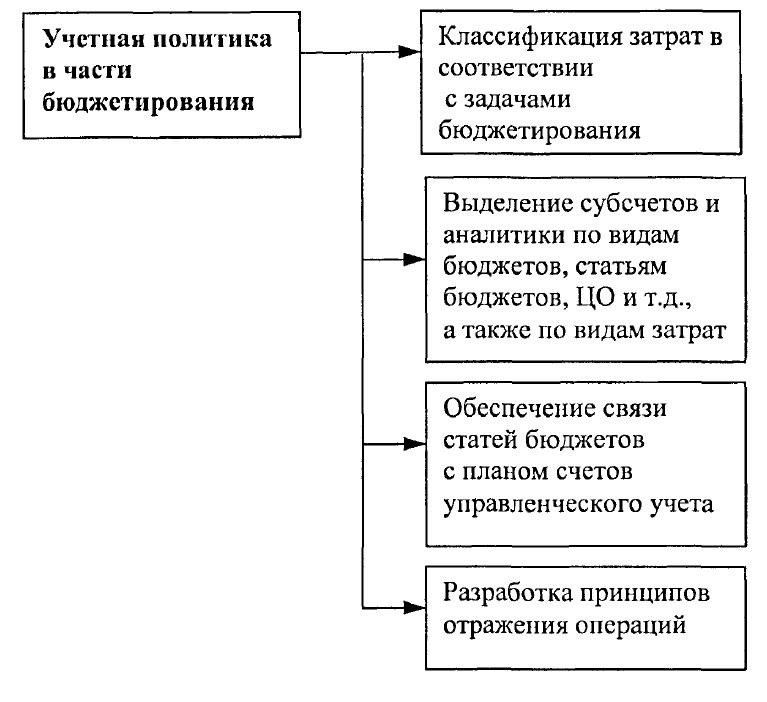 Учетная политика
в части
бюджетирования
Классификация затрат в
соответствии
с задачами
бюджетирования
Выделение субсчетов и
аналитики по видам
бюджетов, статьям
бюджетов, ЦО и т.д.,
а также по видам затрат
Обеспечение связи
статей бюджетов
с планом счетов
управленческого учета
Разработка принципов
отражения операций